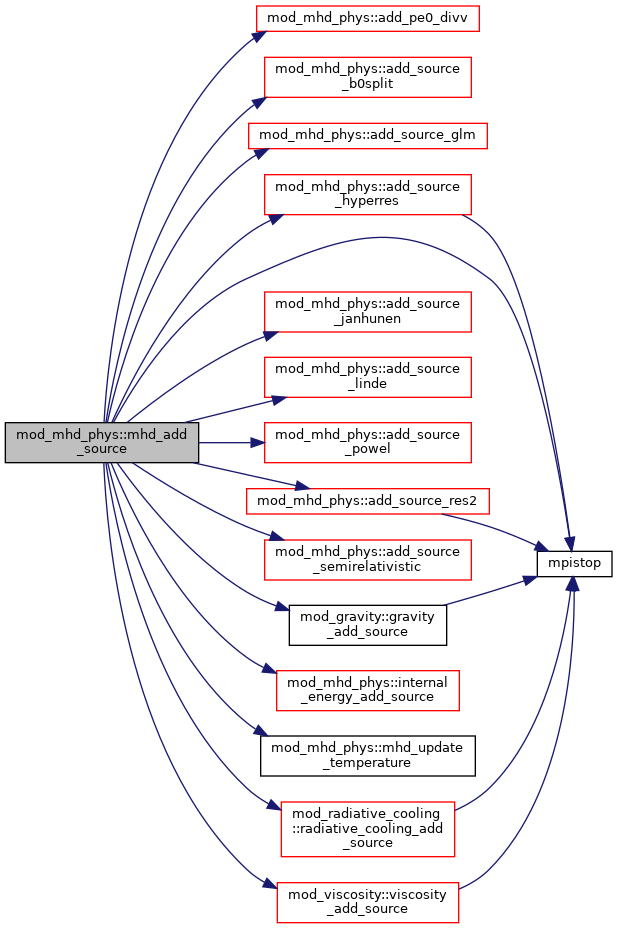 mod_mhd_phys::add_pe0_divv
mod_mhd_phys::add_source
_b0split
mod_mhd_phys::add_source_glm
mod_mhd_phys::add_source
_hyperres
mod_mhd_phys::add_source
_janhunen
mod_mhd_phys::add_source
_linde
mod_mhd_phys::mhd_add
_source
mod_mhd_phys::add_source
_powel
mod_mhd_phys::add_source_res2
mod_mhd_phys::add_source
_semirelativistic
mpistop
mod_gravity::gravity
_add_source
mod_mhd_phys::internal
_energy_add_source
mod_mhd_phys::mhd_update
_temperature
mod_radiative_cooling
::radiative_cooling_add
_source
mod_viscosity::viscosity
_add_source